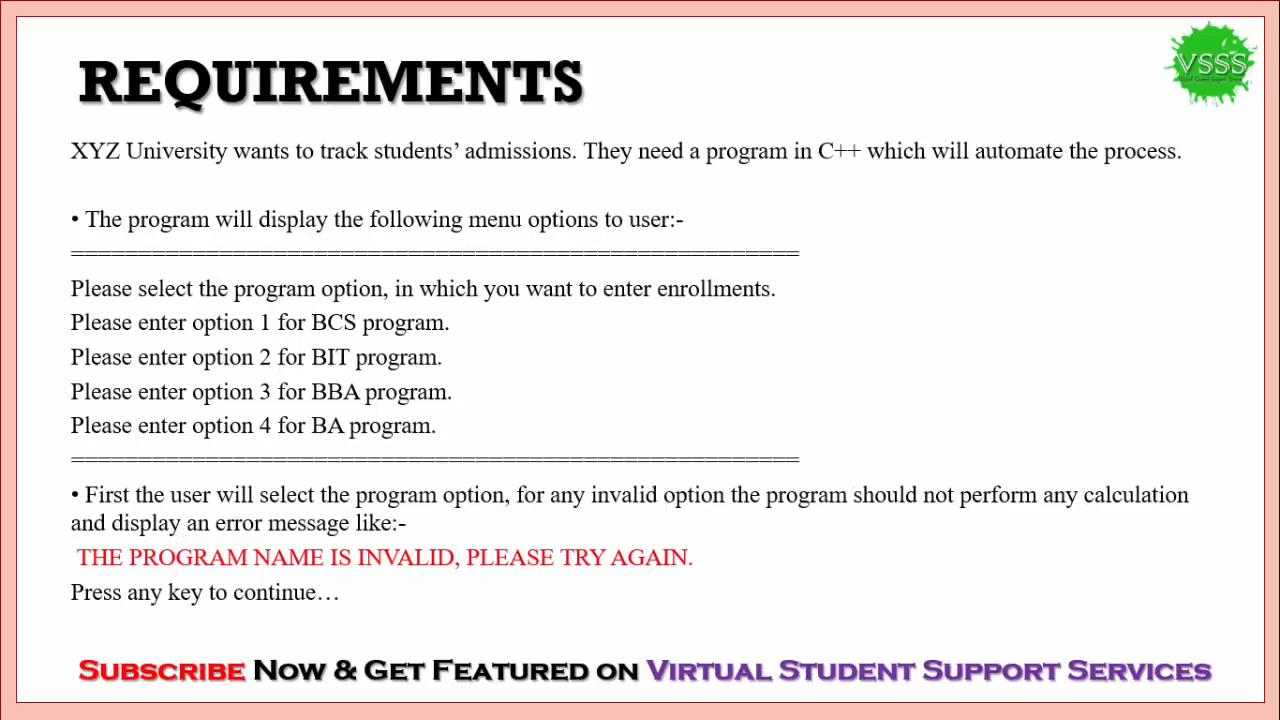 REQUIREMENTS
VSSS
XYZ University wants to track students’ admissions. They need a program in C++ which will automate the process.
• The program will display the following menu options to user:-
======================================================
Please select the program option, in which you want to enter enrollments.
Please enter option 1 for BCS program.
Please enter option 2 for BIT program.
Please enter option 3 for BBA program.
Please enter option 4 for BA program.
======================================================
• First the user will select the program option, for any invalid option the program should not perform any calculation
and display an error message like:-
THE PROGRAM NAME IS INVALID, PLEASE TRY AGAIN.
Press any key to continue…
Subscribe Now & Get Featured on Virtual Student Support Services